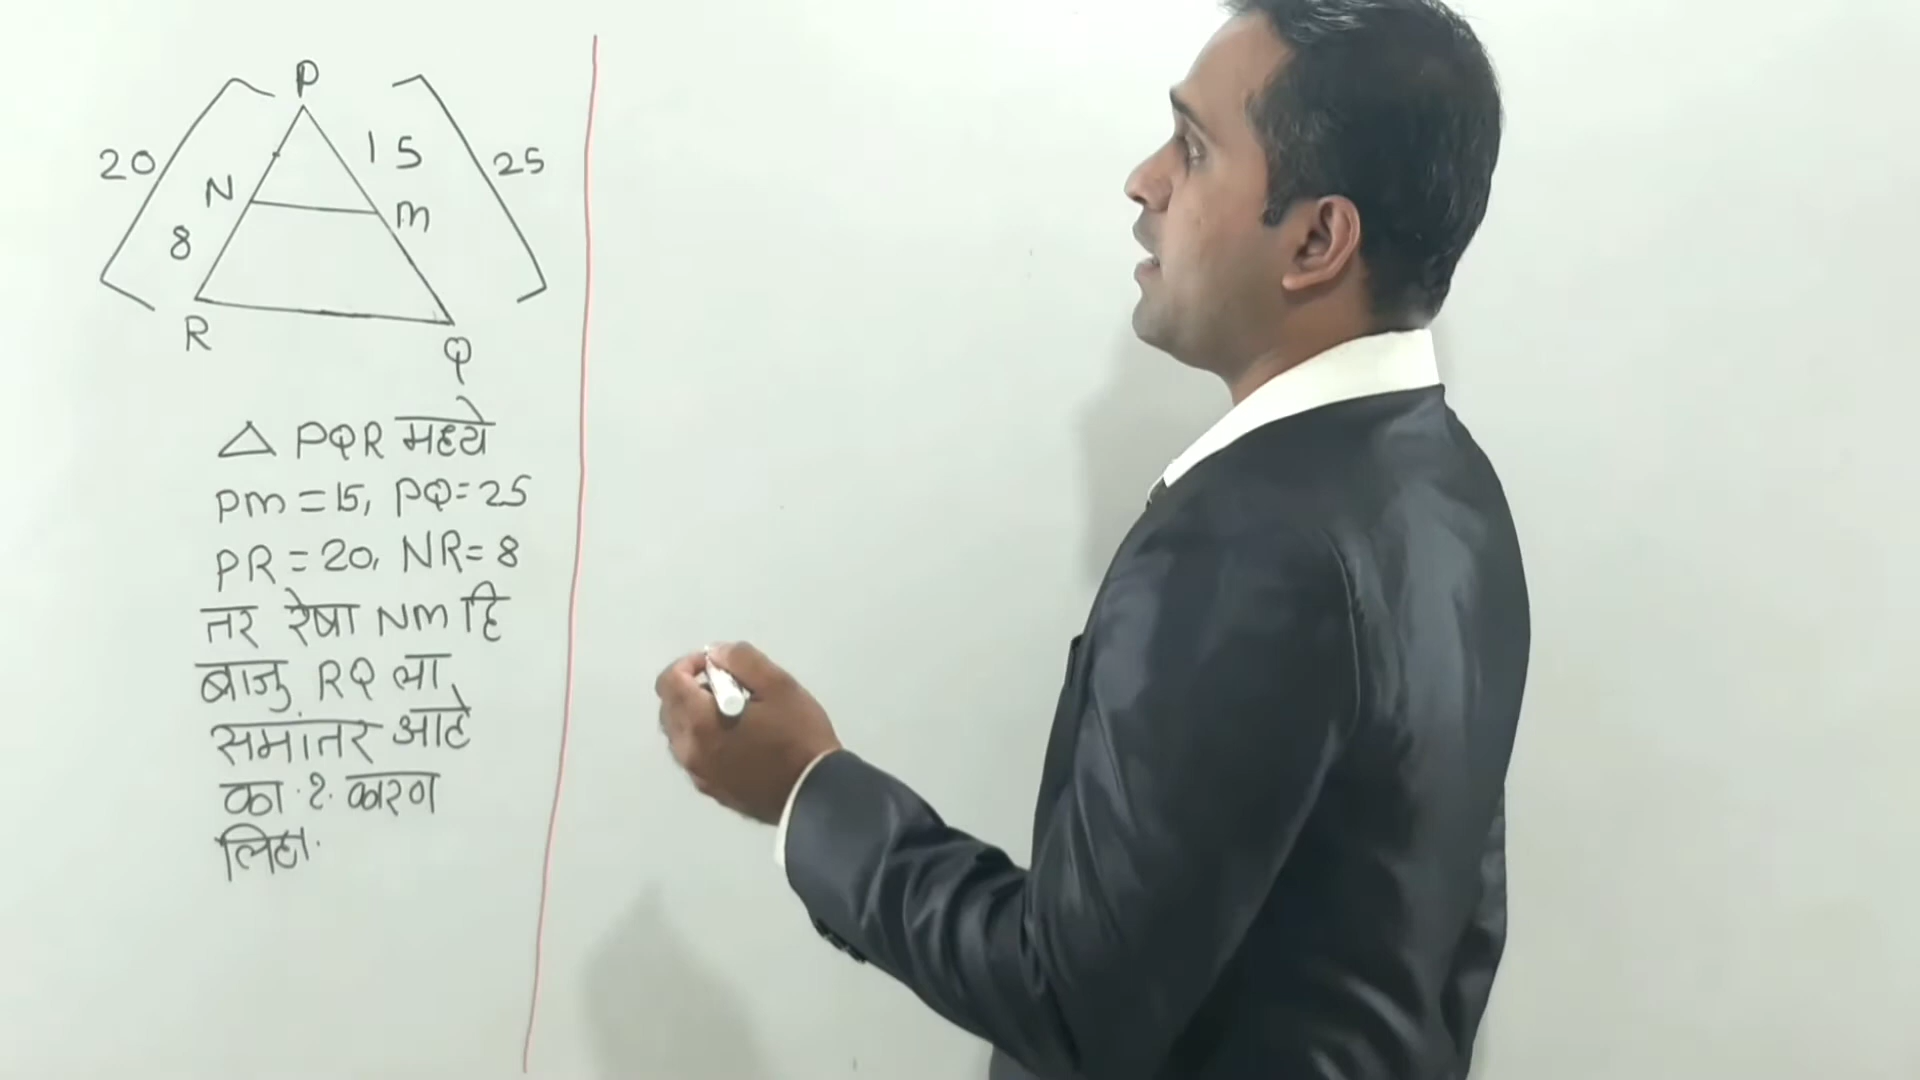 P
20
15
25
N
M
8
R
Q
△ PQR मध्ये
PM = 15, PQ = 25
PR = 20, NR = 8
तर रेषा NM हि
बाजु RQ ला
समांतर आहे
का.?. कारण
लिहा.